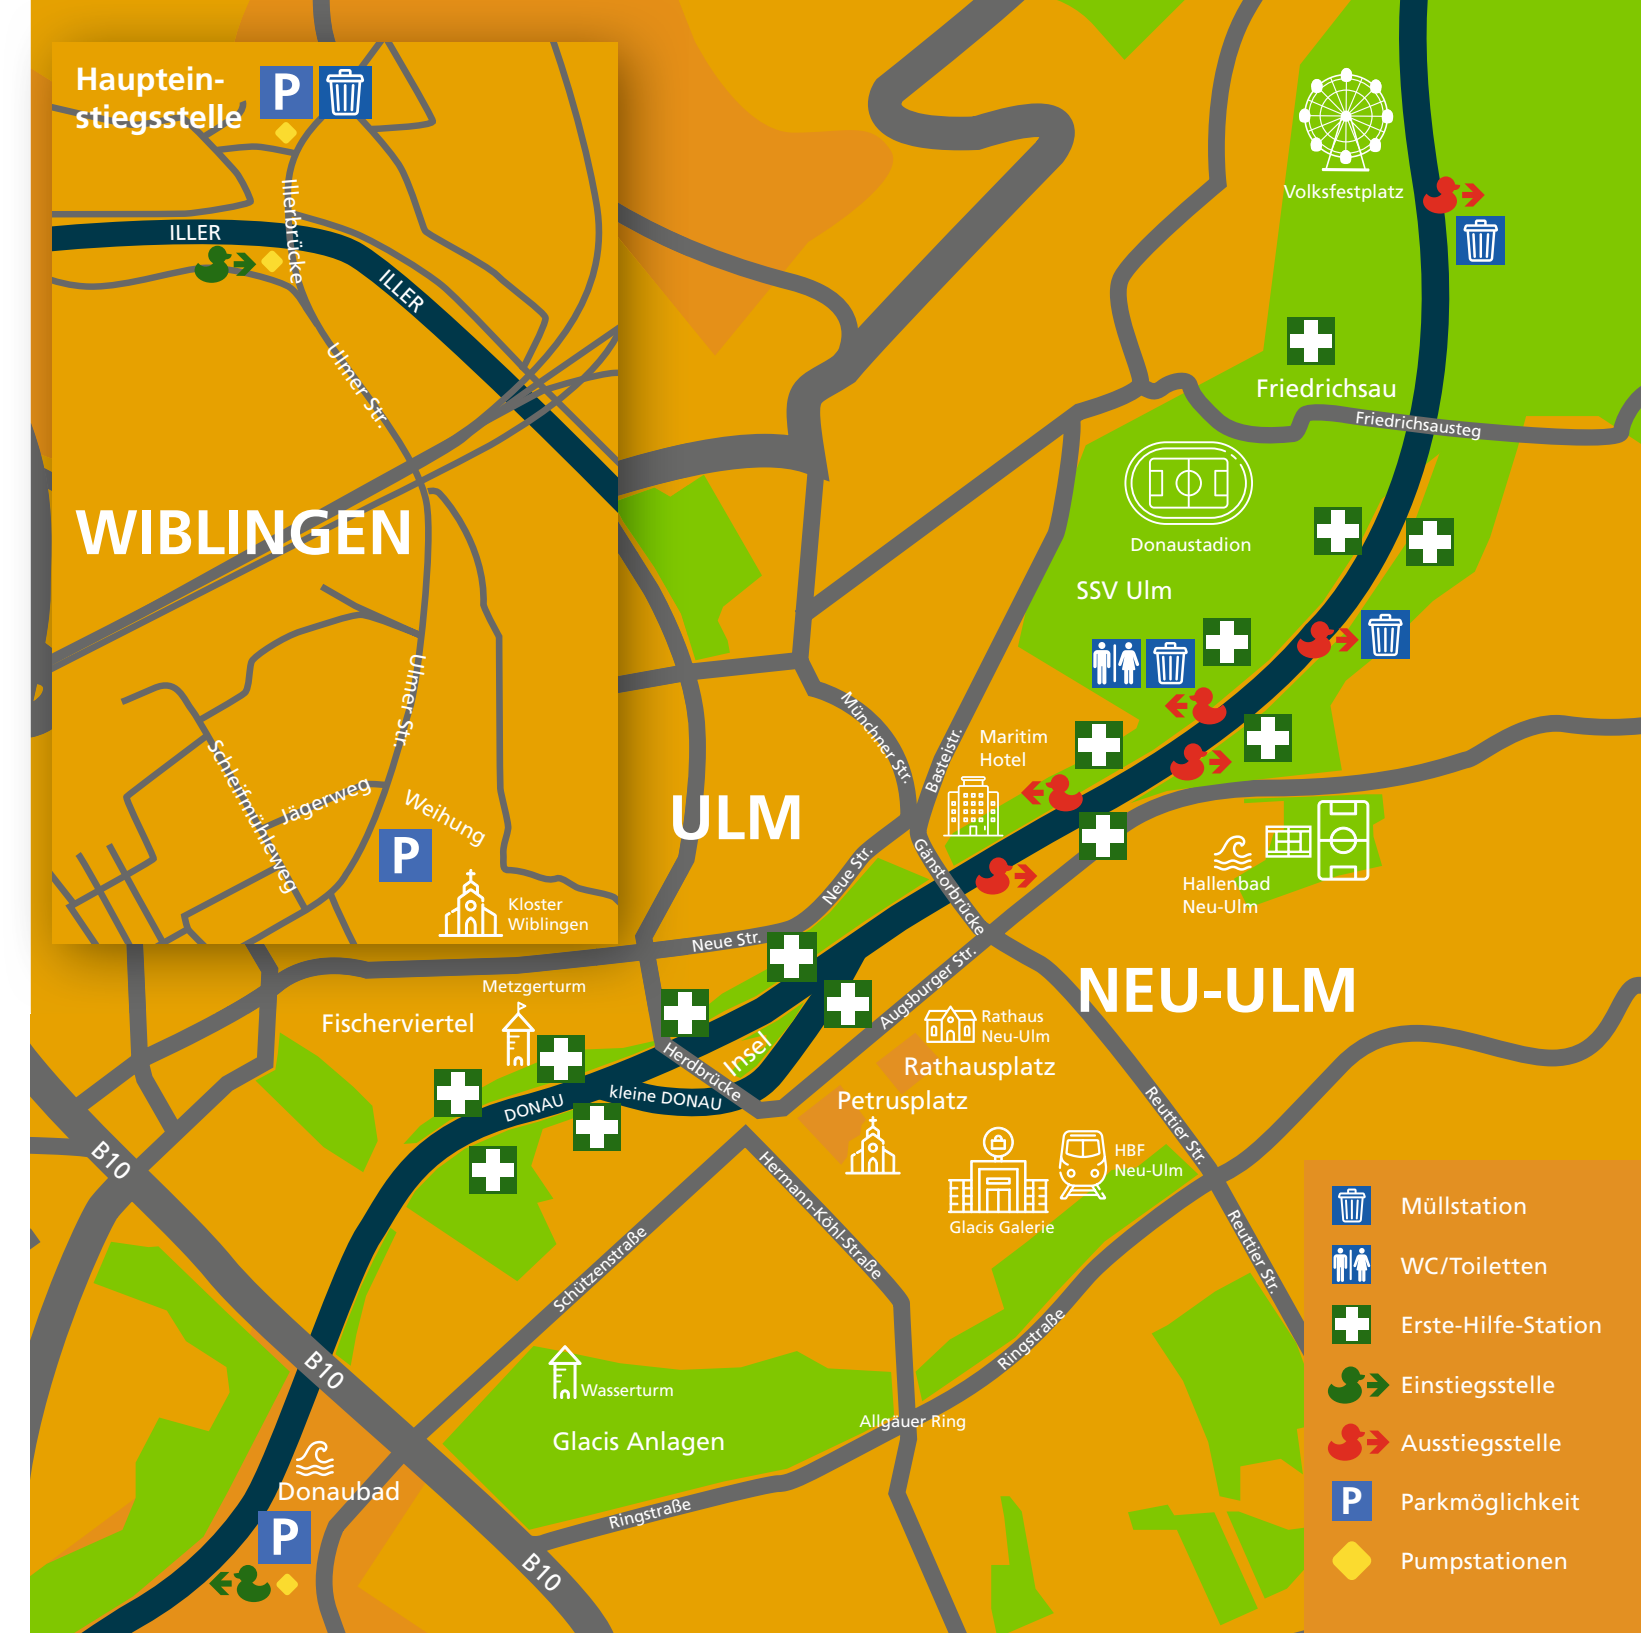 Hauptein-
stiegsstelle
P
Illerbrücke
ILLER
ILLER
Ulmer Str.
WIBLINGEN
Ulmer Str.
Schleifmühleweg
Jägerweg
Weihung
P
Kloster
Wiblingen
Volksfestplatz
Friedrichsau
Friedrichsausteg
Donaustadion
SSV Ulm
Münchner Str.
Basteistr.
Maritim
Hotel
ULM
Neue Str.
Gänstorbrücke
Hallenbad
Neu-Ulm
Neue Str.
NEU-ULM
Augsburger Str.
Metzgerturm
Fischerviertel
Rathaus
Neu-Ulm
Rathausplatz
Insel
Herdbrücke
kleine DONAU
DONAU
Petrusplatz
Reuttier Str.
HBF
Neu-Ulm
Glacis Galerie
B10
Hermann-Köhl-Straße
Schützenstraße
Reuttier Str.
Ringstraße
B10
Wasserturm
Glacis Anlagen
Allgäuer Ring
Donaubad
P
Ringstraße
B10
Müllstation
WC/Toiletten
Erste-Hilfe-Station
Einstiegsstelle
Ausstiegsstelle
P
Parkmöglichkeit
Pumpstationen